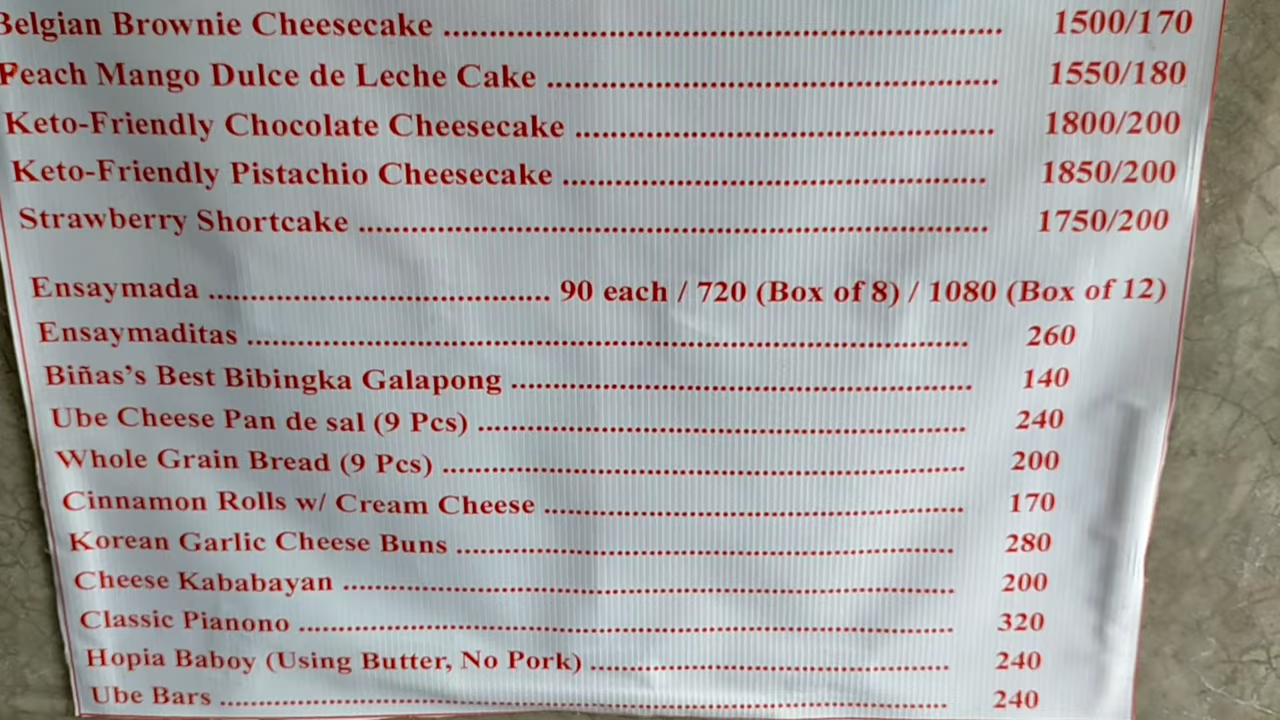 Belgian Brownie Cheesecake ........................ 1500/170
Peach Mango Dulce de Leche Cake ........................ 1550/180
Keto-Friendly Chocolate Cheesecake ........................ 1800/200
Keto-Friendly Pistachio Cheesecake ........................ 1850/200
Strawberry Shortcake ........................ 1750/200
Ensaymada ........................ 90 each / 720 (Box of 8) / 1080 (Box of 12)
Ensaymaditas ........................ 260
Biñas's Best Bibingka Galapong ........................ 140
Ube Cheese Pan de sal (9 Pcs) ........................ 240
Whole Grain Bread (9 Pcs) ........................ 200
Cinnamon Rolls w/ Cream Cheese ........................ 170
Korean Garlic Cheese Buns ........................ 280
Cheese Kababayan ........................ 200
Classic Pianono ........................ 320
Hopia Baboy (Using Butter, No Pork) ........................ 240
Ube Bars ........................ 240